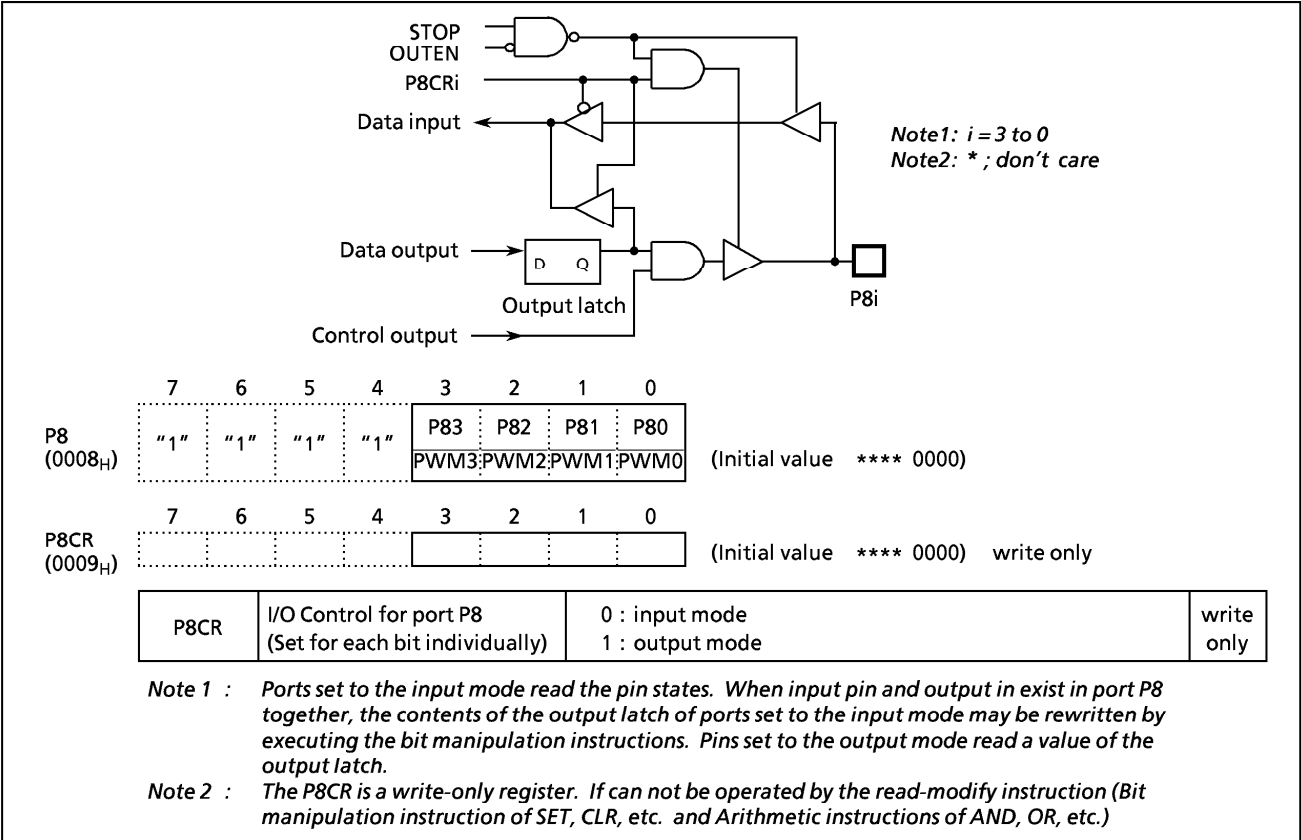 STOP
OUTEN
P8CRi
Data input
Note1: i = 3 to 0
Note2: * ; don't care
Data output
D Q
Output latch
P8i
Control output
7 6 5 4 3 2 1 0
P8
(0008H)
"1" "1" "1" "1" P83 P82 P81 P80
PWM3 PWM2 PWM1 PWM0
(Initial value **** 0000)
7 6 5 4 3 2 1 0
P8CR
(0009H)
(Initial value **** 0000) write only
P8CR
I/O Control for port P8
(Set for each bit individually)
0 : input mode
1 : output mode
write
only
Note 1 : Ports set to the input mode read the pin states. When input pin and output in exist in port P8
together, the contents of the output latch of ports set to the input mode may be rewritten by
executing the bit manipulation instructions. Pins set to the output mode read a value of the
output latch.
Note 2 : The P8CR is a write-only register. If can not be operated by the read-modify instruction (Bit
manipulation instruction of SET, CLR, etc. and Arithmetic instructions of AND, OR, etc.)